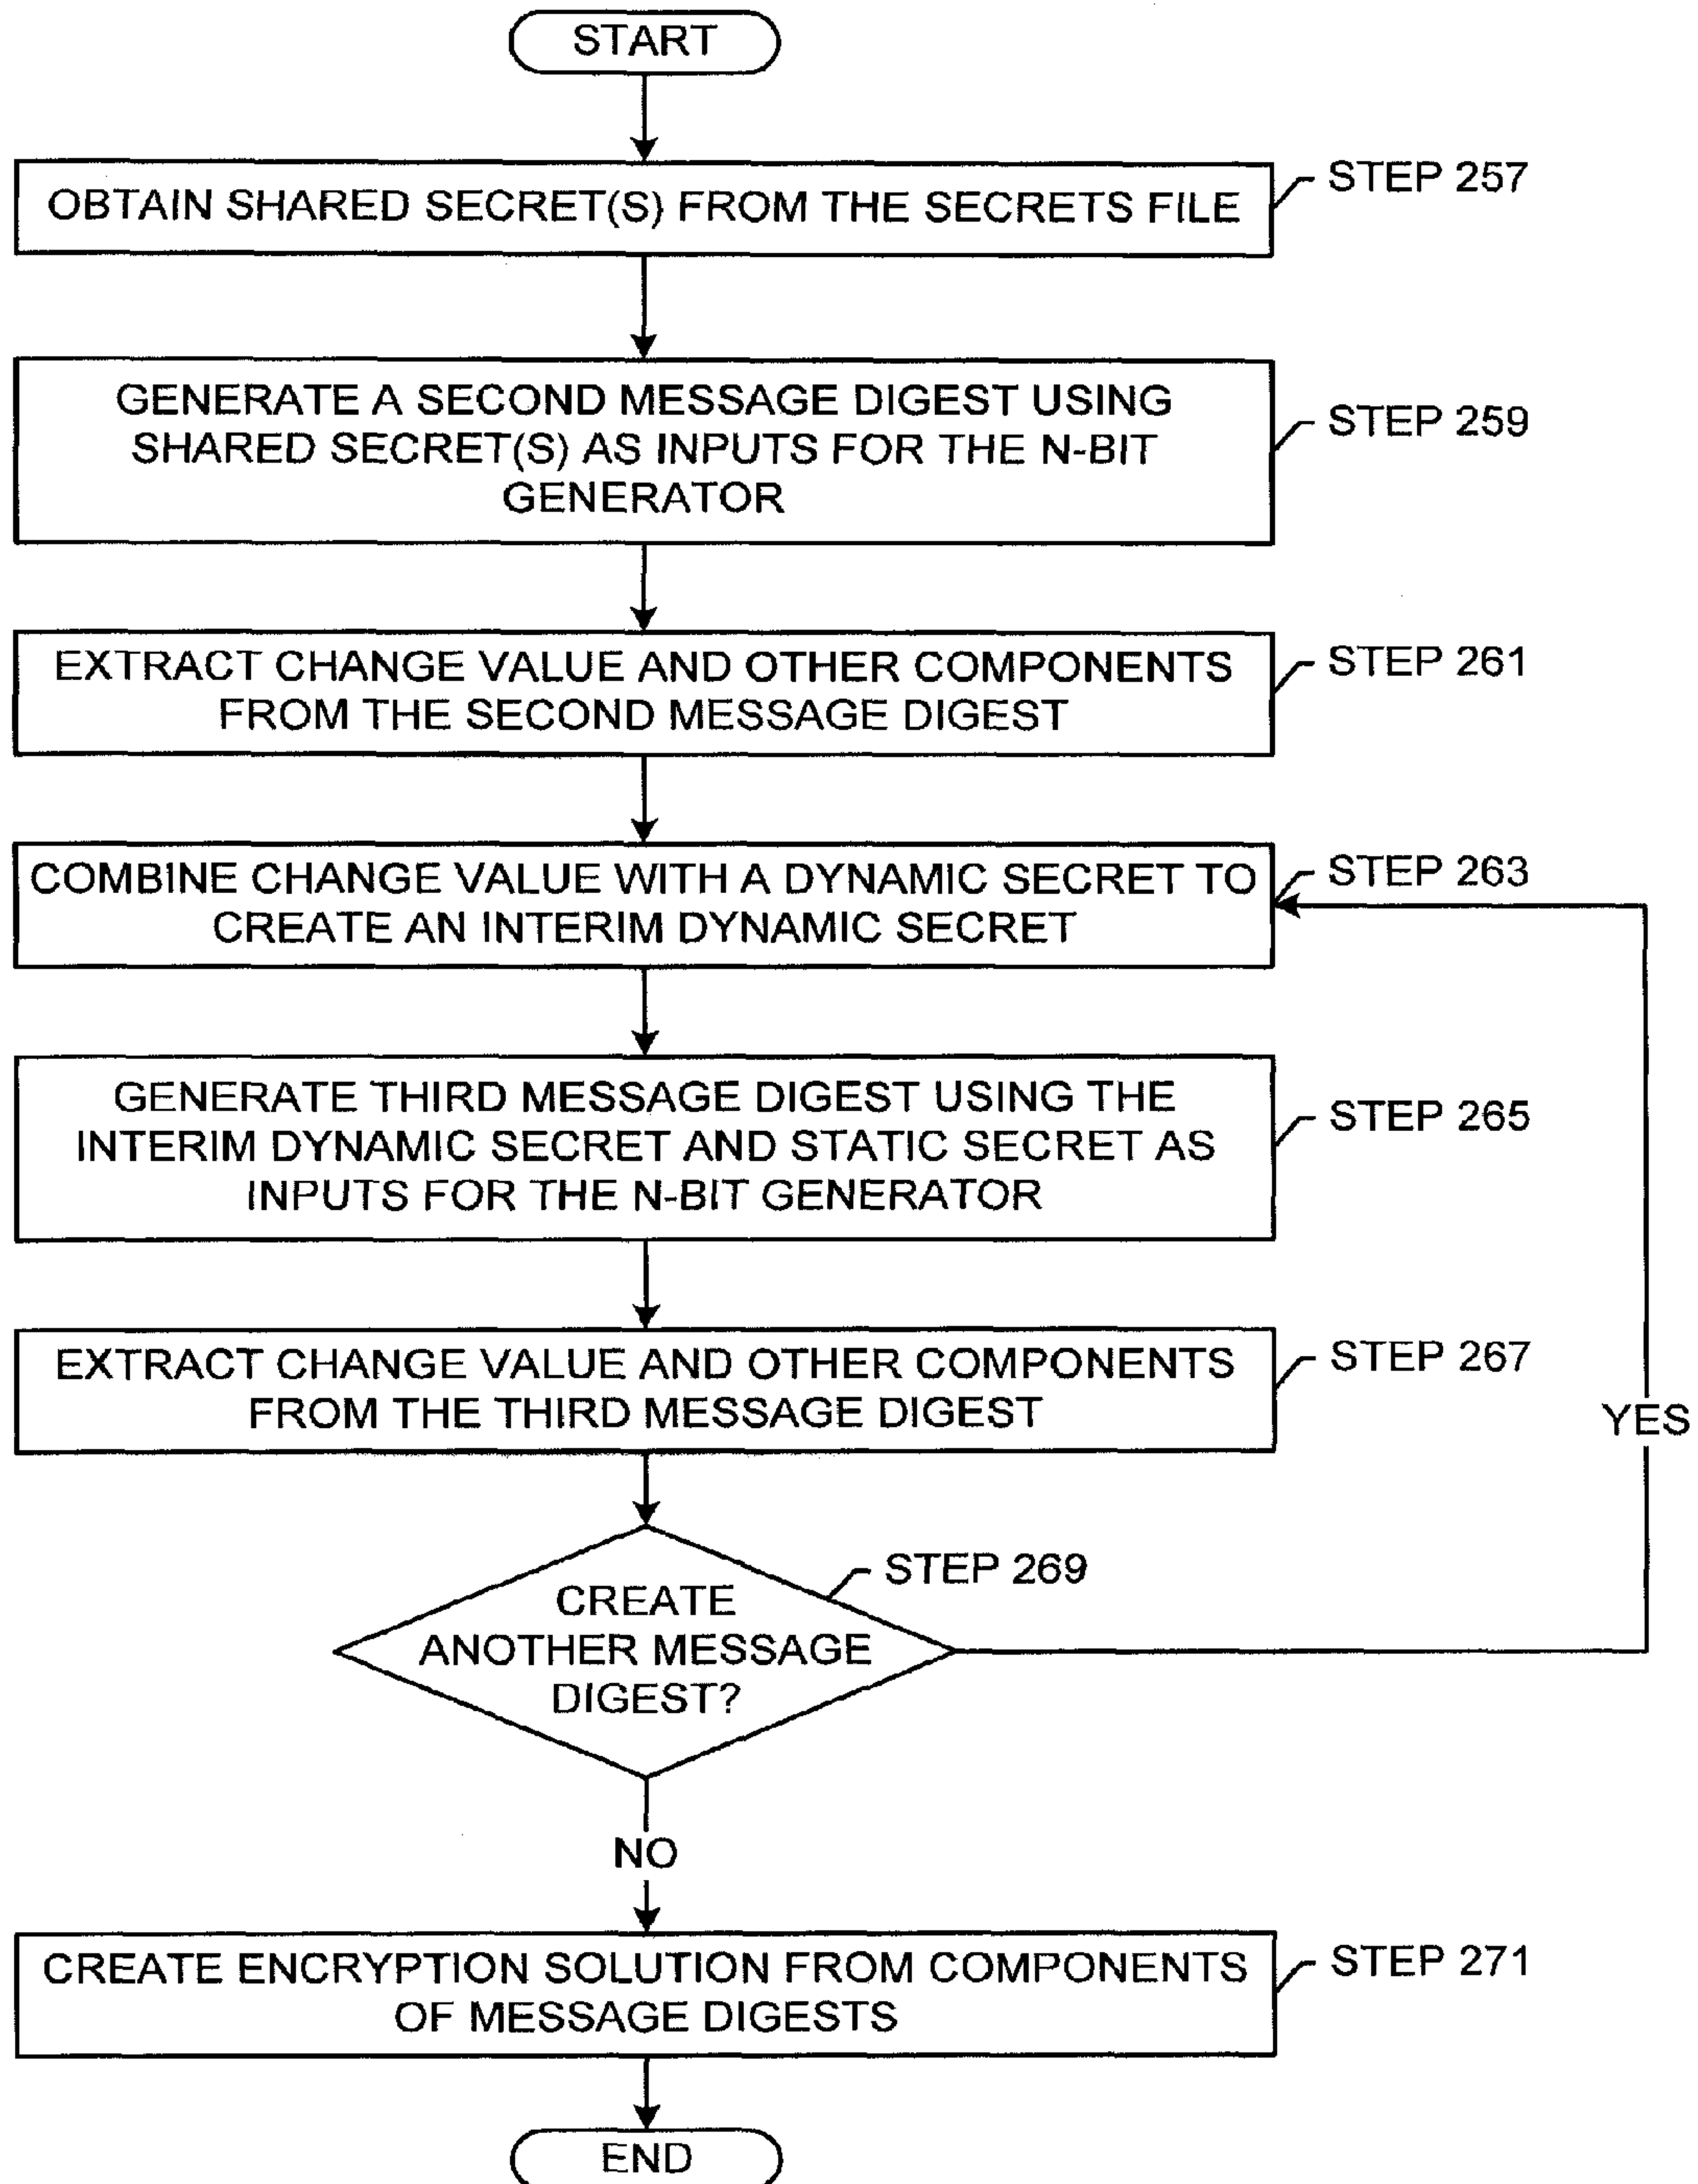 START
OBTAIN SHARED SECRET(S) FROM THE SECRETS FILE
STEP 257
GENERATE A SECOND MESSAGE DIGEST USING
SHARED SECRET(S) AS INPUTS FOR THE N-BIT
GENERATOR
STEP 259
EXTRACT CHANGE VALUE AND OTHER COMPONENTS
FROM THE SECOND MESSAGE DIGEST
STEP 261
COMBINE CHANGE VALUE WITH A DYNAMIC SECRET TO
CREATE AN INTERIM DYNAMIC SECRET
STEP 263
GENERATE THIRD MESSAGE DIGEST USING THE
INTERIM DYNAMIC SECRET AND STATIC SECRET AS
INPUTS FOR THE N-BIT GENERATOR
STEP 265
EXTRACT CHANGE VALUE AND OTHER COMPONENTS
FROM THE THIRD MESSAGE DIGEST
STEP 267
YES
STEP 269
CREATE
ANOTHER MESSAGE
DIGEST?
NO
CREATE ENCRYPTION SOLUTION FROM COMPONENTS
OF MESSAGE DIGESTS
STEP 271
END